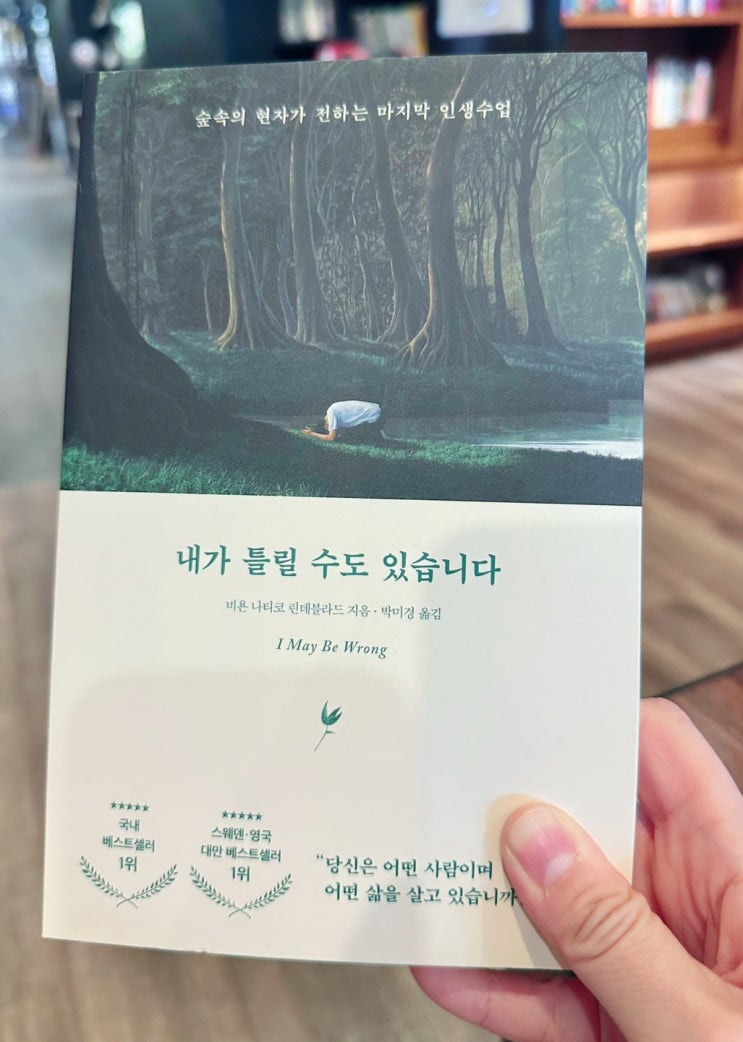 숲속의 현자가 전하는 마지막 인생수업
내가 틀릴 수도 있습니다
비욘 나티코 린데블라드 지음 · 박미경 옮김
I May Be Wrong
★★★★★
국내
베스트셀러
1위
★★★★★
스웨덴·영국
대만 베스트셀러
1위
“당신은 어떤 사람이며
어떤 삶을 살고 있습니까